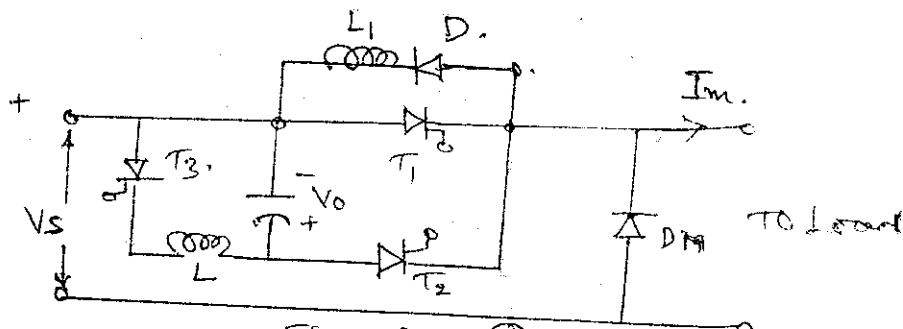 L1 D.
+ Im.
T3. - T1
Vs Vo
+ DM TO Load
L T2